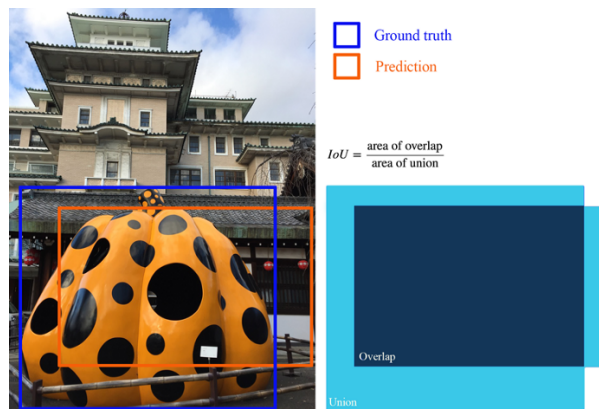 Ground truth
Prediction
IoU = area of overlap / area of union
Overlap
Union